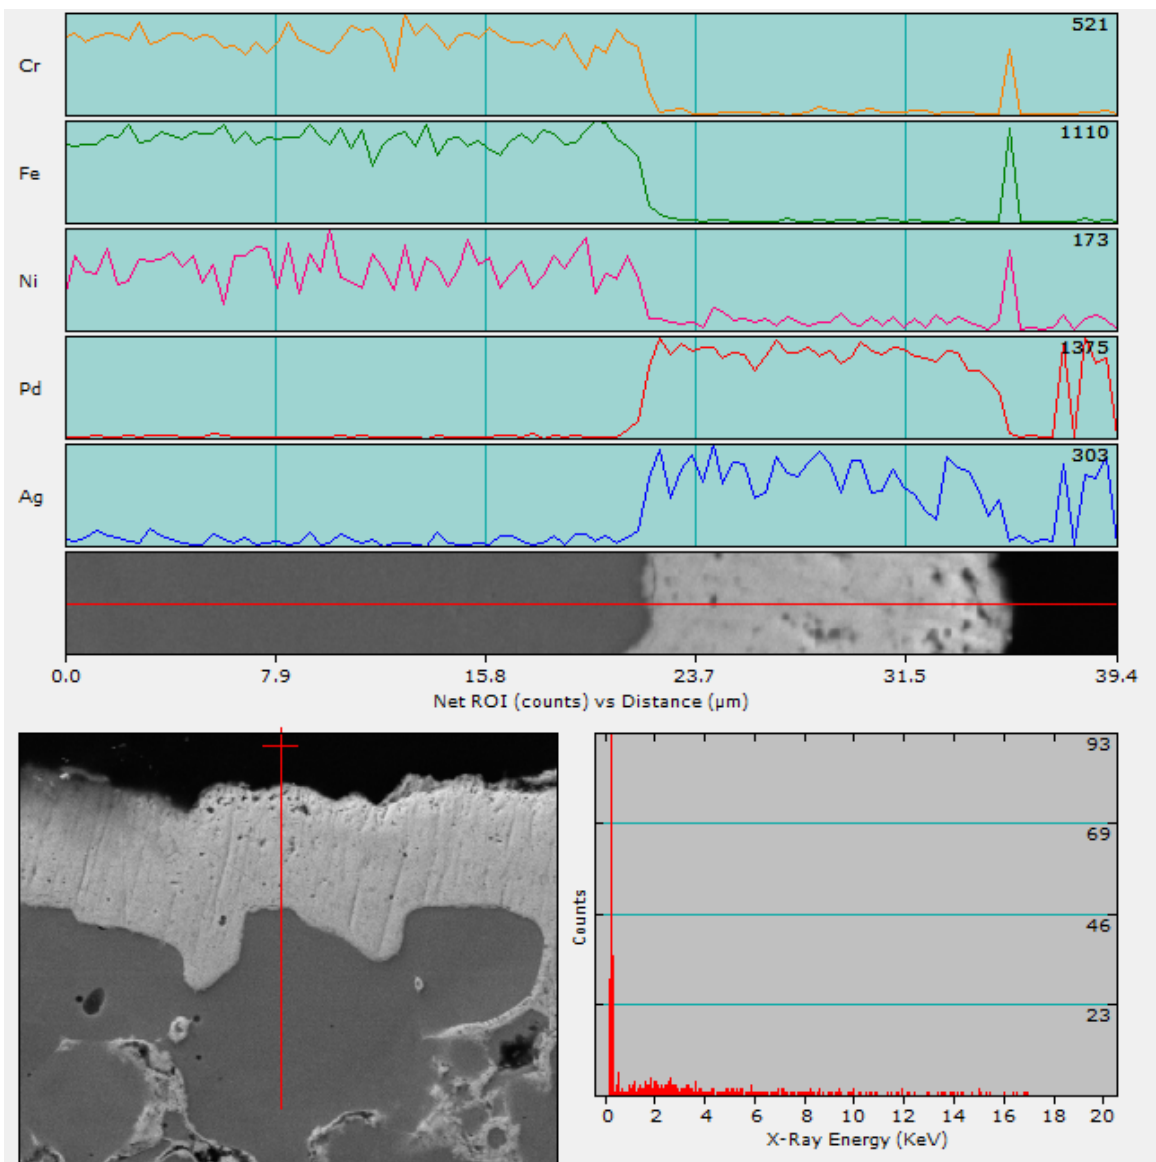 Cr
521
Fe
1110
Ni
173
Pd
1375
Ag
303
0.0 7.9 15.8 23.7 31.5 39.4
Net ROI (counts) vs Distance (µm)
93
69
46
23
Counts
0 2 4 6 8 10 12 14 16 18 20
X-Ray Energy (KeV)